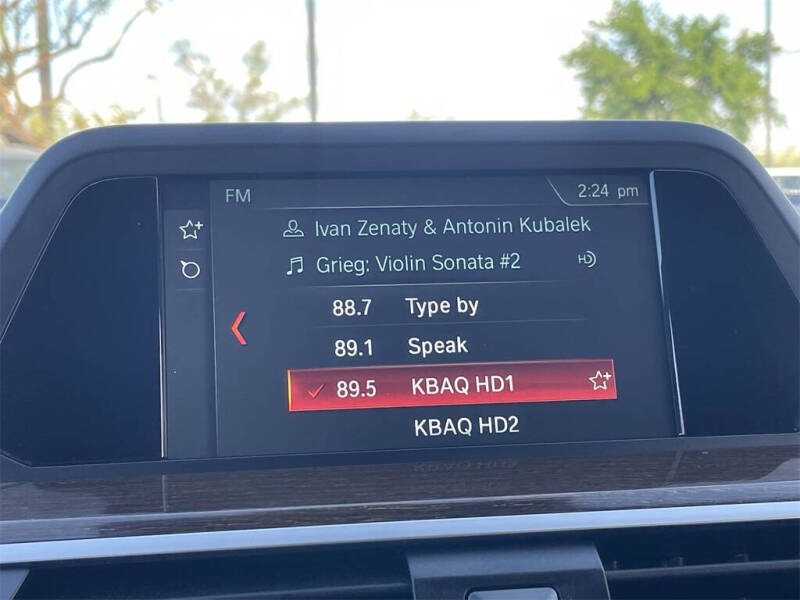 FM 2:24 pm
Ivan Zenaty & Antonin Kubalek
Grieg: Violin Sonata #2 HD
88.7 Type by
89.1 Speak
89.5 KBAQ HD1
KBAQ HD2